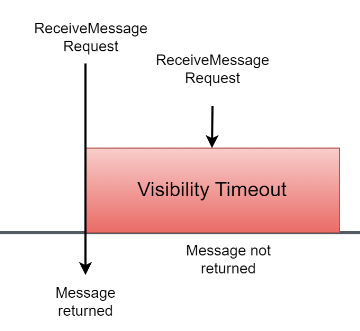 ReceiveMessage
Request
ReceiveMessage
Request
Visibility Timeout
Message not
returned
Message
returned